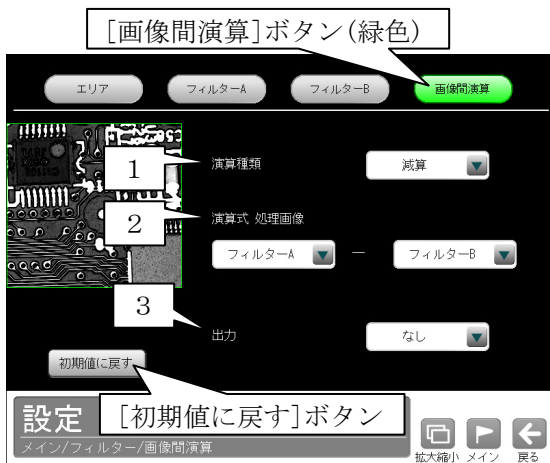 [画像間演算]ボタン(緑色)
エリア
フィルターA
フィルターB
画像間演算
1
演算種類
減算
2
演算式 処理画像
フィルターA
－
フィルターB
3
出力
なし
初期値に戻す
[初期値に戻す]ボタン
設定
メイン/フィルター/画像間演算
拡大縮小
メイン
戻る